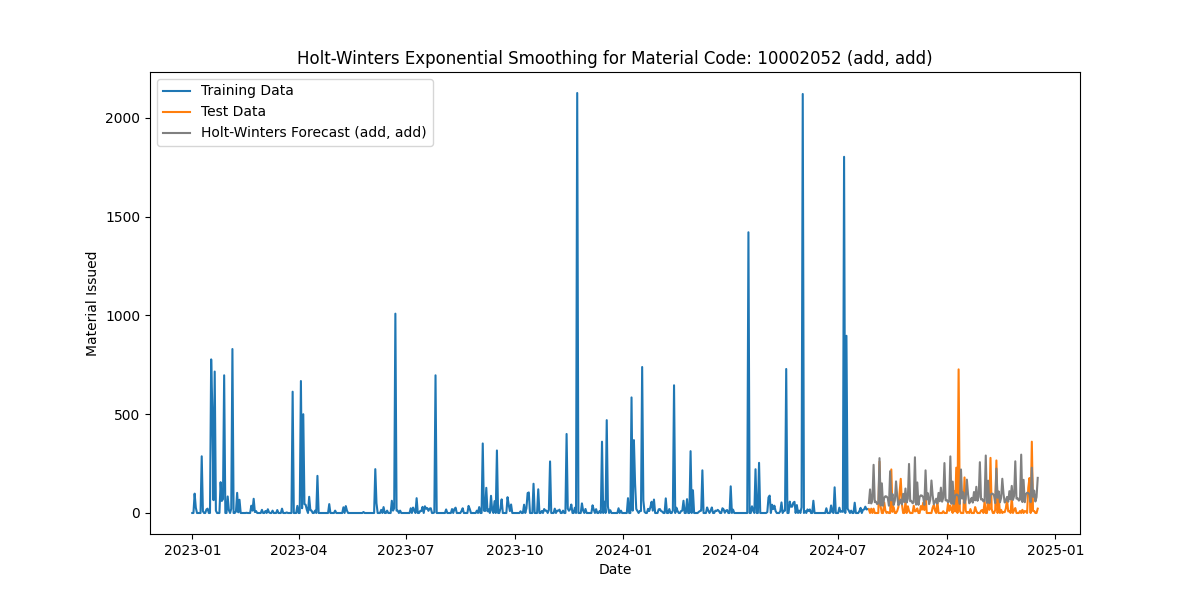 Holt-Winters Exponential Smoothing for Material Code: 10002052 (add, add)
Training Data
Test Data
Holt-Winters Forecast (add, add)
2000
1500
1000
500
0
Material Issued
2023-01
2023-04
2023-07
2023-10
2024-01
2024-04
2024-07
2024-10
2025-01
Date